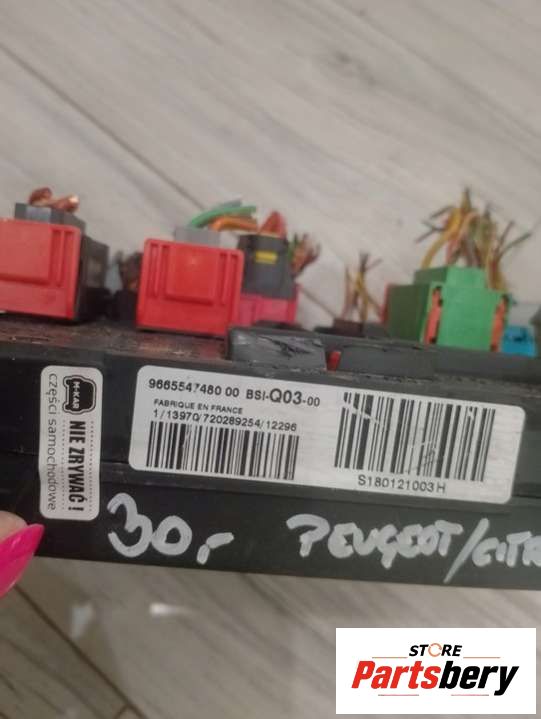 9665547480 00 BSI-Q03-00
FABRIQUE EN FRANCE
1/13970/720289254/12296
S180121003H
M-KAR
NIE ZRYWAĆ!
części samochodowe
30,-
PEUGEOT/CITR
STORE
Partsbery